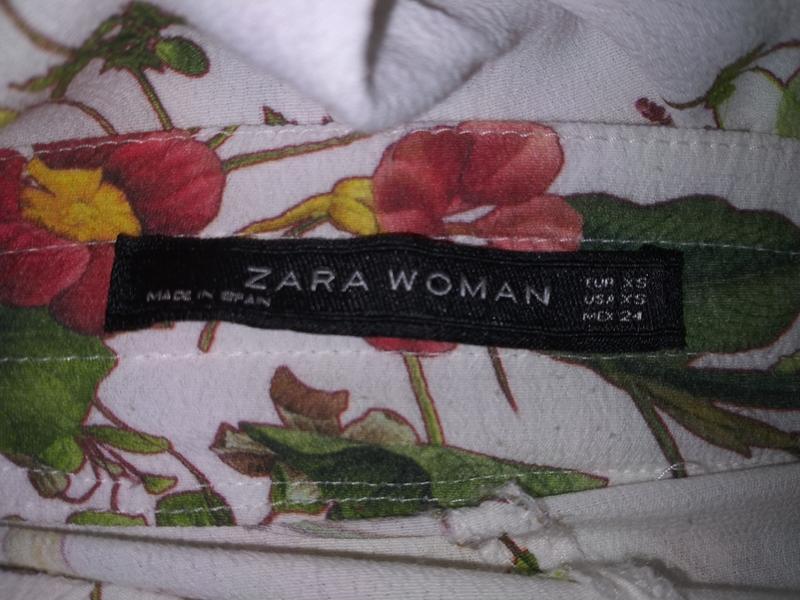 ZARA WOMAN
MADE IN SPAIN
EUR XS
USA XS
MEX 24